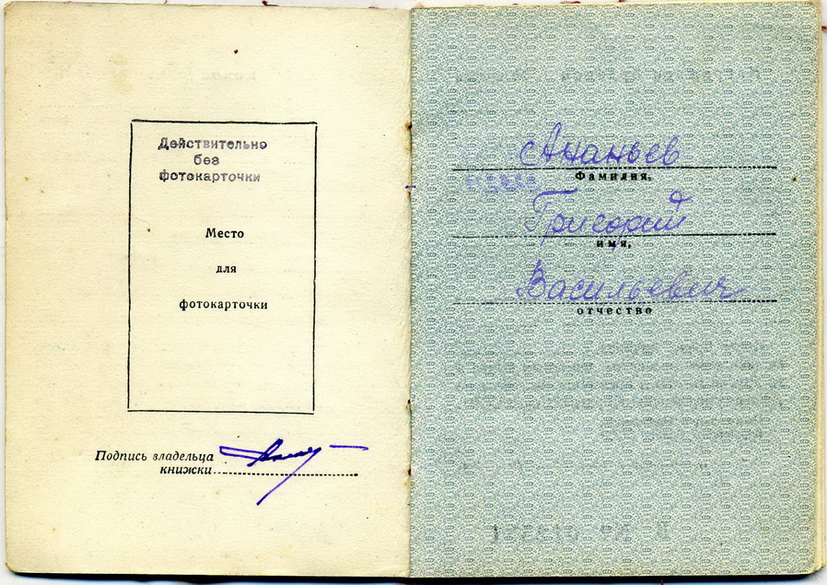 Действительно
без
фотокарточки
Место
для
фотокарточки
Подпись владельца
книжки
Ананьев
Фамилия,
Григорий
имя,
Васильевич
отчество